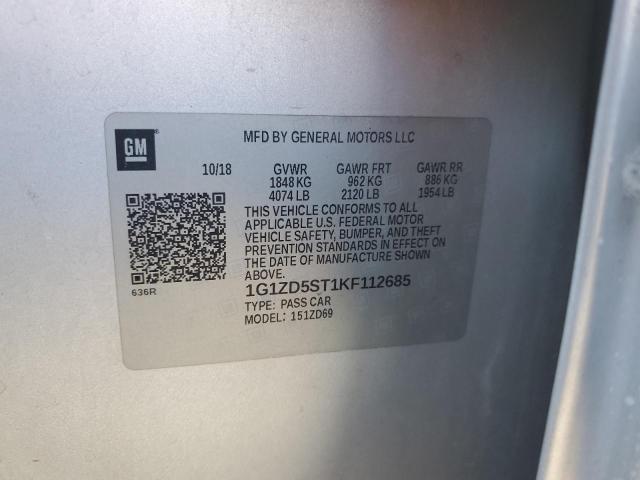 GM
MFD BY GENERAL MOTORS LLC
10/18 GVWR GAWR FRT GAWR RR
1848 KG 962 KG 886 KG
4074 LB 2120 LB 1954 LB
THIS VEHICLE CONFORMS TO ALL
APPLICABLE U.S. FEDERAL MOTOR
VEHICLE SAFETY, BUMPER, AND THEFT
PREVENTION STANDARDS IN EFFECT ON
THE DATE OF MANUFACTURE SHOWN
ABOVE.
636R
1G1ZD5ST1KF112685
TYPE: PASS CAR
MODEL: 151ZD69